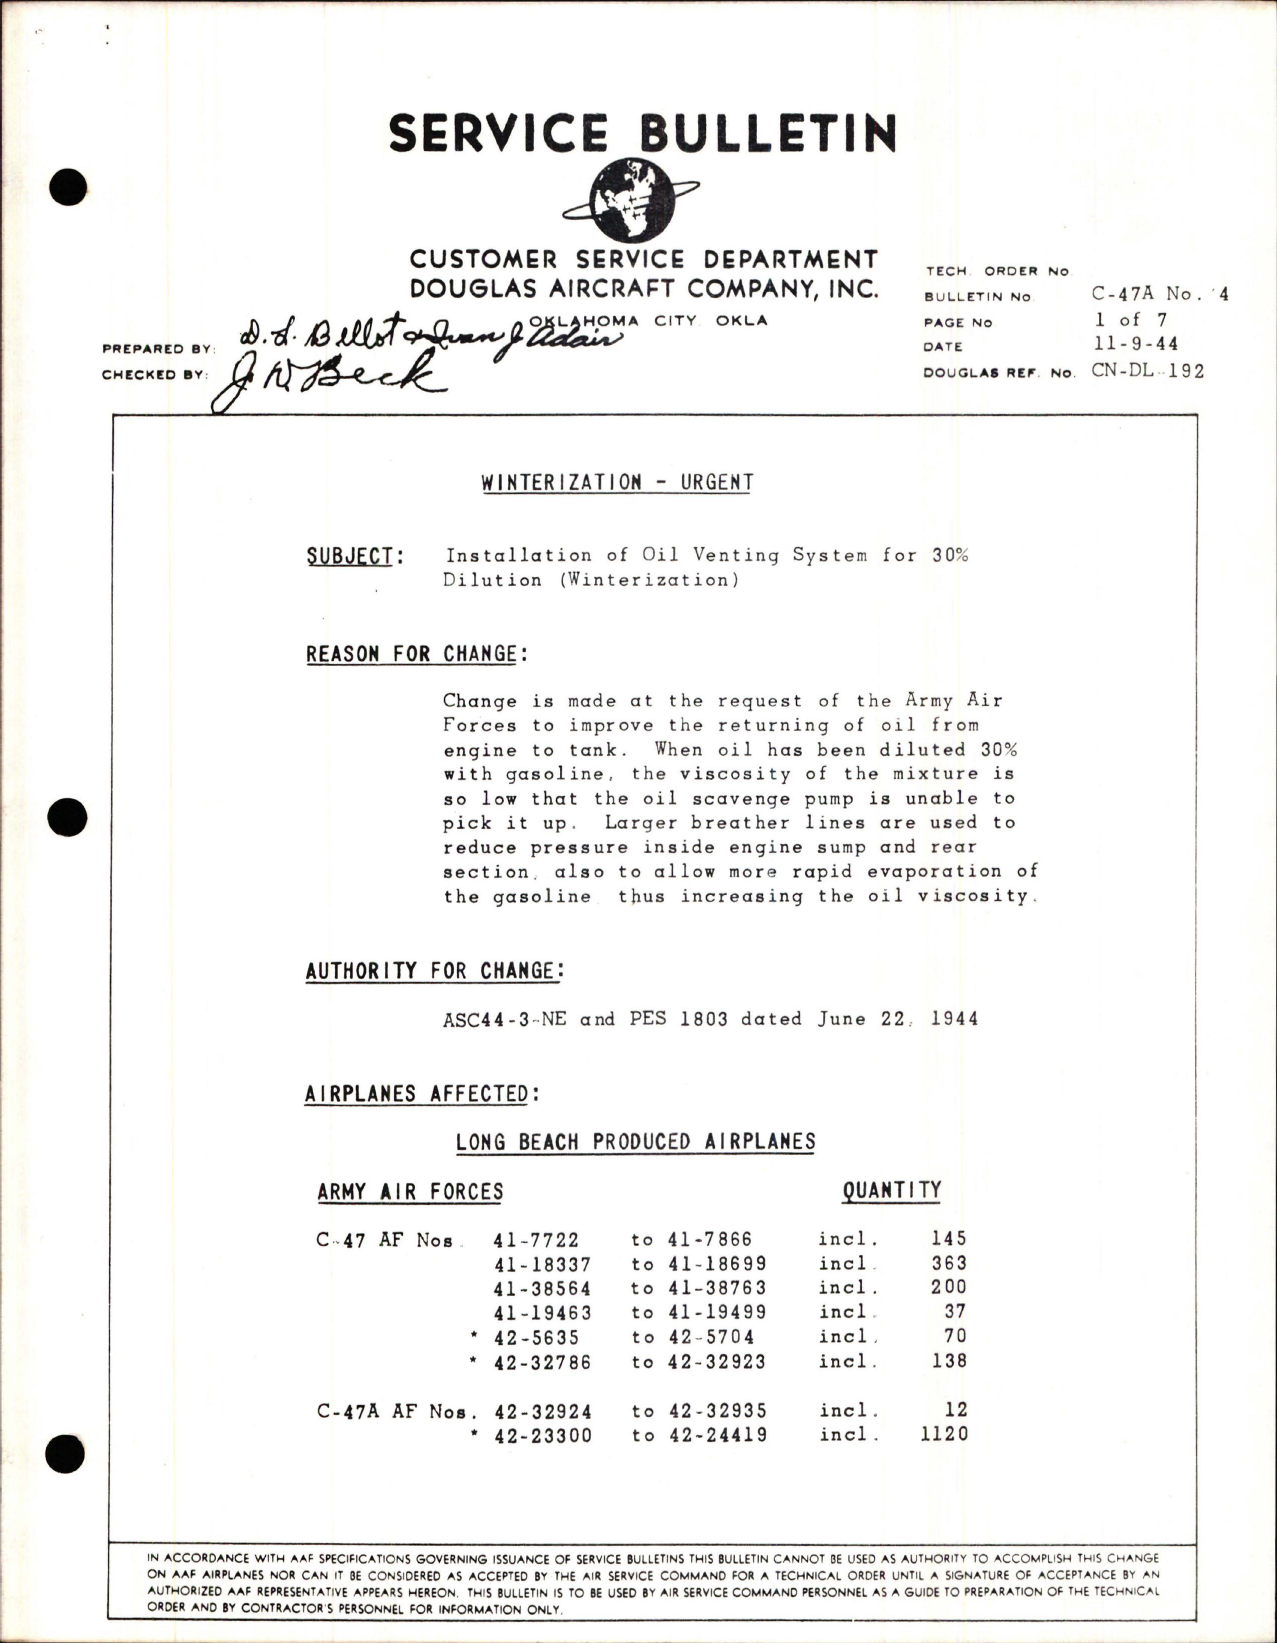 SERVICE BULLETIN
CUSTOMER SERVICE DEPARTMENT
DOUGLAS AIRCRAFT COMPANY, INC.
OKLAHOMA CITY OKLA
TECH. ORDER No.
BULLETIN No. C-47A No. 4
PAGE No 1 of 7
DATE 11-9-44
DOUGLAS REF. No. CN-DL-192
PREPARED BY: D. L. Bellot & Ivan J Adair
CHECKED BY: J W Beck
WINTERIZATION - URGENT
SUBJECT: Installation of Oil Venting System for 30%
Dilution (Winterization)
REASON FOR CHANGE:
Change is made at the request of the Army Air
Forces to improve the returning of oil from
engine to tank. When oil has been diluted 30%
with gasoline, the viscosity of the mixture is
so low that the oil scavenge pump is unable to
pick it up. Larger breather lines are used to
reduce pressure inside engine sump and rear
section, also to allow more rapid evaporation of
the gasoline thus increasing the oil viscosity.
AUTHORITY FOR CHANGE:
ASC44-3-NE and PES 1803 dated June 22, 1944
AIRPLANES AFFECTED:
LONG BEACH PRODUCED AIRPLANES
ARMY AIR FORCES QUANTITY
C-47 AF Nos. 41-7722 to 41-7866 incl. 145
41-18337 to 41-18699 incl. 363
41-38564 to 41-38763 incl. 200
41-19463 to 41-19499 incl. 37
* 42-5635 to 42-5704 incl. 70
* 42-32786 to 42-32923 incl. 138
C-47A AF Nos. 42-32924 to 42-32935 incl. 12
* 42-23300 to 42-24419 incl. 1120
IN ACCORDANCE WITH AAF SPECIFICATIONS GOVERNING ISSUANCE OF SERVICE BULLETINS THIS BULLETIN CANNOT BE USED AS AUTHORITY TO ACCOMPLISH THIS CHANGE
ON AAF AIRPLANES NOR CAN IT BE CONSIDERED AS ACCEPTED BY THE AIR SERVICE COMMAND FOR A TECHNICAL ORDER UNTIL A SIGNATURE OF ACCEPTANCE BY AN
AUTHORIZED AAF REPRESENTATIVE APPEARS HEREON. THIS BULLETIN IS TO BE USED BY AIR SERVICE COMMAND PERSONNEL AS A GUIDE TO PREPARATION OF THE TECHNICAL
ORDER AND BY CONTRACTOR'S PERSONNEL FOR INFORMATION ONLY.